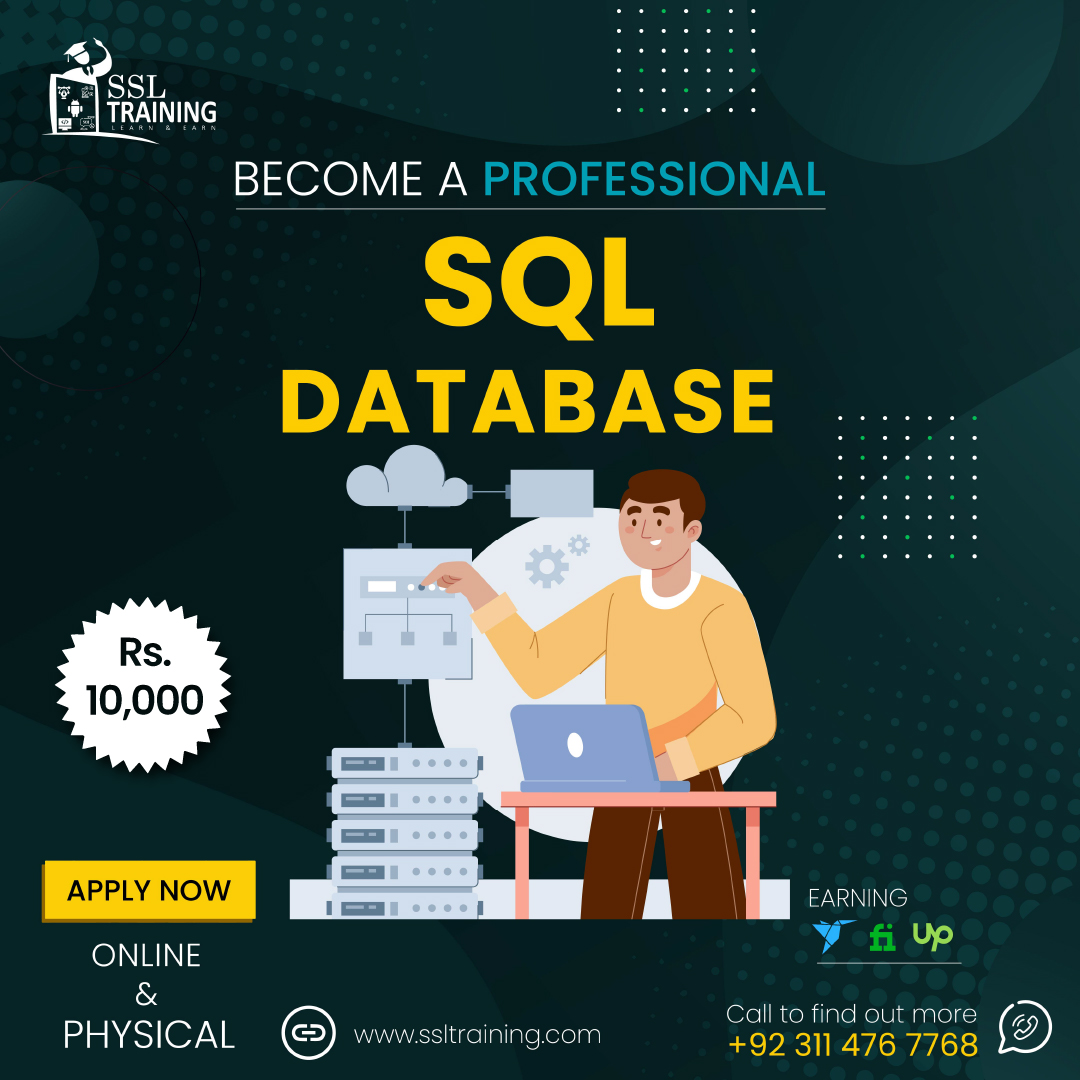 SSL
TRAINING
LEARN & EARN
BECOME A PROFESSIONAL
SQL
DATABASE
Rs.
10,000
APPLY NOW
ONLINE
&
PHYSICAL
www.ssltraining.com
EARNING
fi Up
Call to find out more
+92 311 476 7768